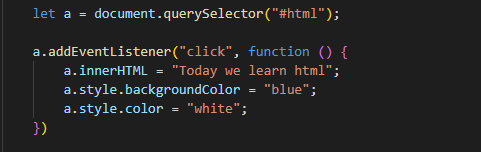 let a = document.querySelector("#html");
a.addEventListener("click", function () {
a.innerHTML = "Today we learn html";
a.style.backgroundColor = "blue";
a.style.color = "white";
})